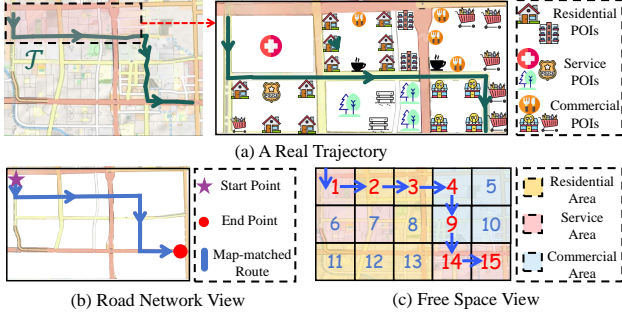 𝒯
Residential
POIs
Service
POIs
Commercial
POIs
(a) A Real Trajectory
Start Point
End Point
Map-matched
Route
(b) Road Network View
1 2 3 4 5
6 7 8 9 10
11 12 13 14 15
Residential
Area
Service
Area
Commercial
Area
(c) Free Space View